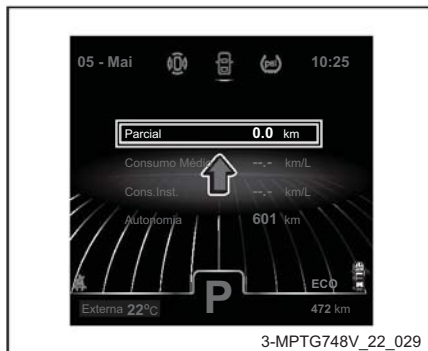 05 - Mai (psi) 10:25
Parcial 0.0 km
Consumo Médio --.- km/L
Cons.Inst. --.- km/L
Autonomia 601 km
ECO
Externa 22°C P 472 km
3-MPTG748V_22_029